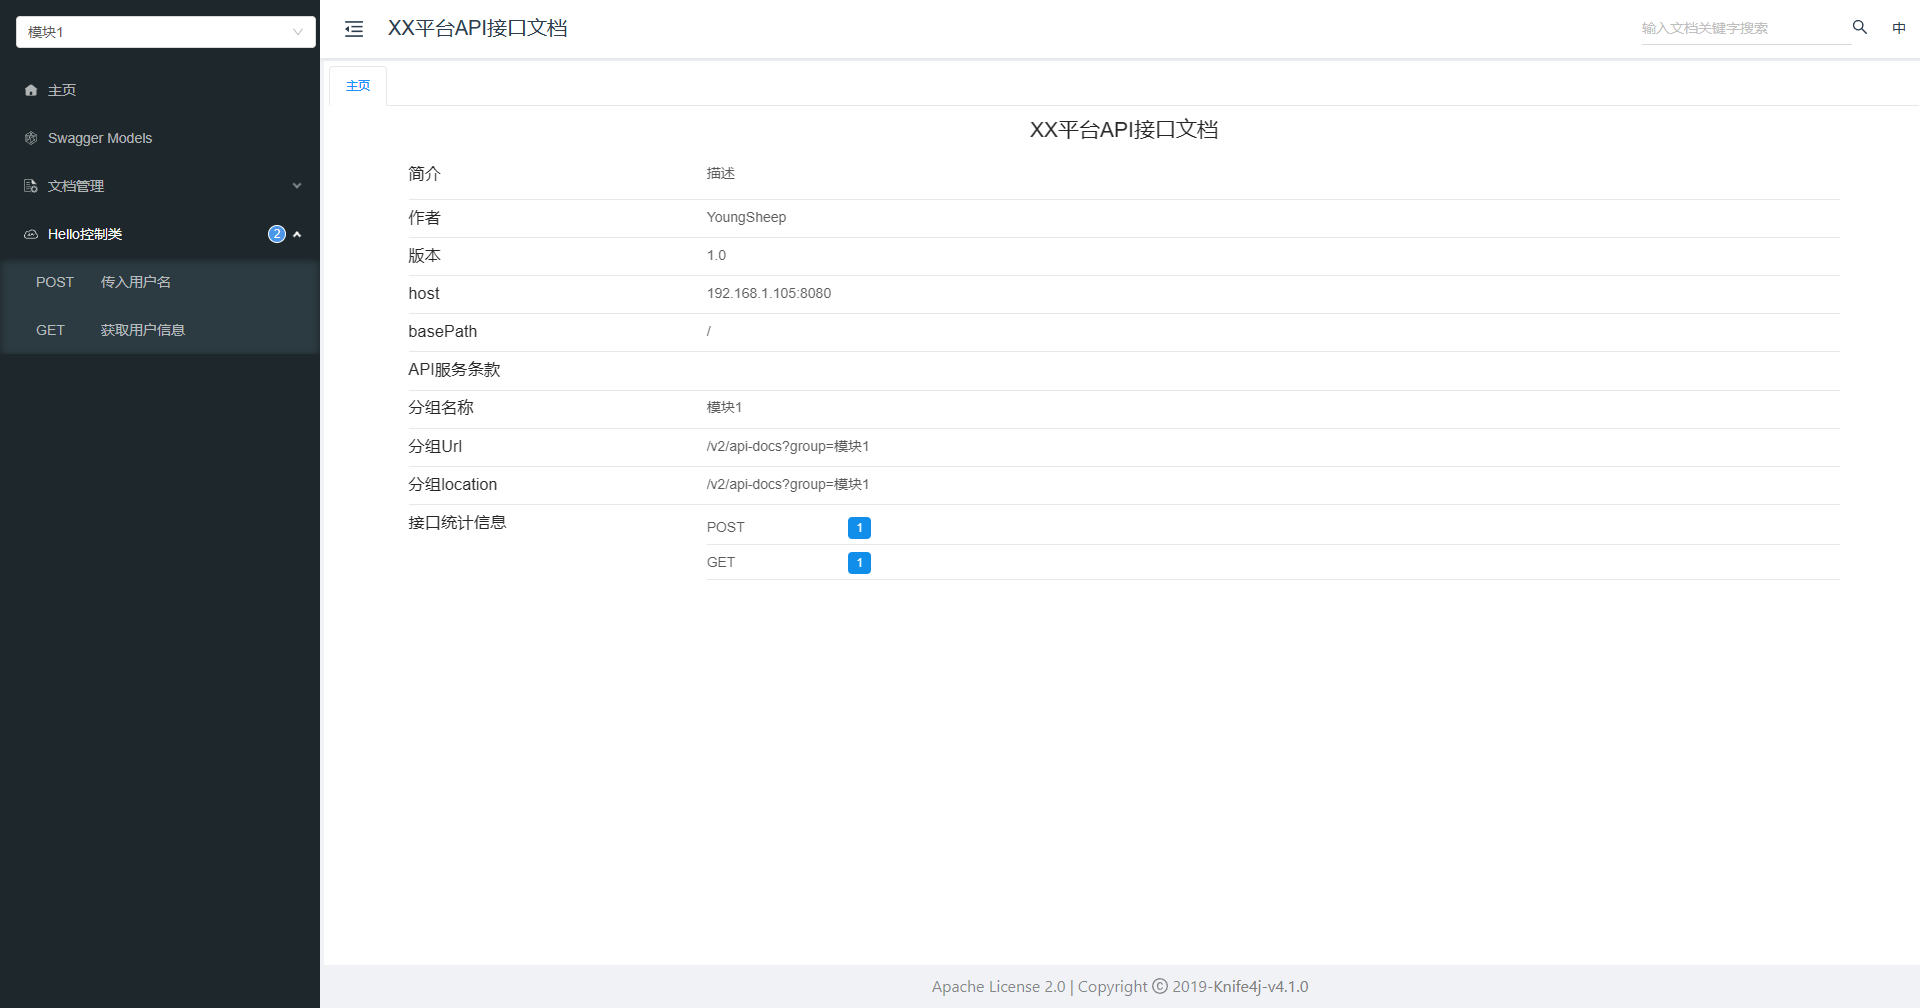 模块1
主页
Swagger Models
文档管理
Hello控制类 2
POST 传入用户名
GET 获取用户信息
XX平台API接口文档
输入文档关键字搜索
中
主页
XX平台API接口文档
简介 描述
作者 YoungSheep
版本 1.0
host 192.168.1.105:8080
basePath /
API服务条款
分组名称 模块1
分组Url /v2/api-docs?group=模块1
分组location /v2/api-docs?group=模块1
接口统计信息 POST 1
GET 1
Apache License 2.0 | Copyright © 2019-Knife4j-v4.1.0